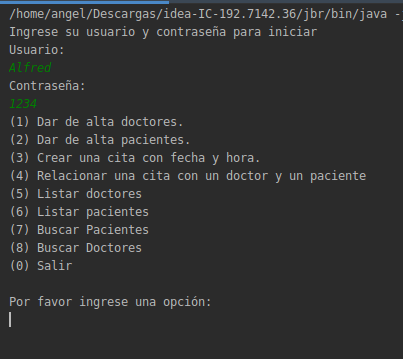 /home/angel/Descargas/idea-IC-192.7142.36/jbr/bin/java -
Ingrese su usuario y contraseña para iniciar
Usuario:
Alfred
Contraseña:
1234
(1) Dar de alta doctores.
(2) Dar de alta pacientes.
(3) Crear una cita con fecha y hora.
(4) Relacionar una cita con un doctor y un paciente
(5) Listar doctores
(6) Listar pacientes
(7) Buscar Pacientes
(8) Buscar Doctores
(0) Salir
Por favor ingrese una opción: